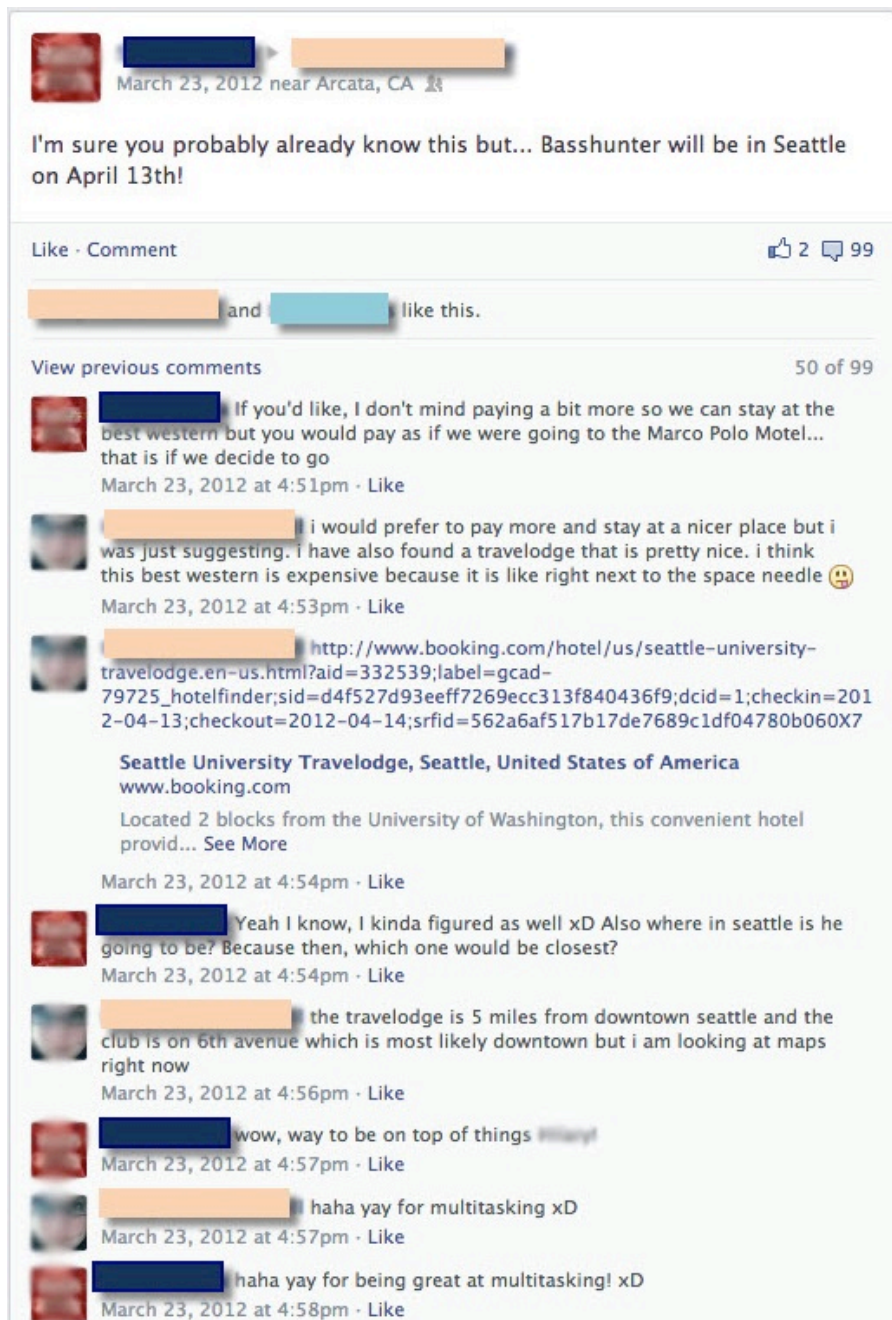 March 23, 2012 near Arcata, CA
I'm sure you probably already know this but... Basshunter will be in Seattle
on April 13th!
Like · Comment
2 99
and
like this.
View previous comments
50 of 99
If you'd like, I don't mind paying a bit more so we can stay at the
best western but you would pay as if we were going to the Marco Polo Motel...
that is if we decide to go
March 23, 2012 at 4:51pm · Like
i would prefer to pay more and stay at a nicer place but i
was just suggesting. i have also found a travelodge that is pretty nice. i think
this best western is expensive because it is like right next to the space needle
March 23, 2012 at 4:53pm · Like
http://www.booking.com/hotel/us/seattle-university-
travelodge.en-us.html?aid=332539;label=gcad-
79725_hotelfinder;sid=d4f527d93eeff7269ecc313f840436f9;dcid=1;checkin=201
2-04-13;checkout=2012-04-14;srfid=562a6af517b17de7689c1df04780b060X7
Seattle University Travelodge, Seattle, United States of America
www.booking.com
Located 2 blocks from the University of Washington, this convenient hotel
provid... See More
March 23, 2012 at 4:54pm · Like
Yeah I know, I kinda figured as well xD Also where in seattle is he
going to be? Because then, which one would be closest?
March 23, 2012 at 4:54pm · Like
the travelodge is 5 miles from downtown seattle and the
club is on 6th avenue which is most likely downtown but i am looking at maps
right now
March 23, 2012 at 4:56pm · Like
wow, way to be on top of things
March 23, 2012 at 4:57pm · Like
haha yay for multitasking xD
March 23, 2012 at 4:57pm · Like
haha yay for being great at multitasking! xD
March 23, 2012 at 4:58pm · Like